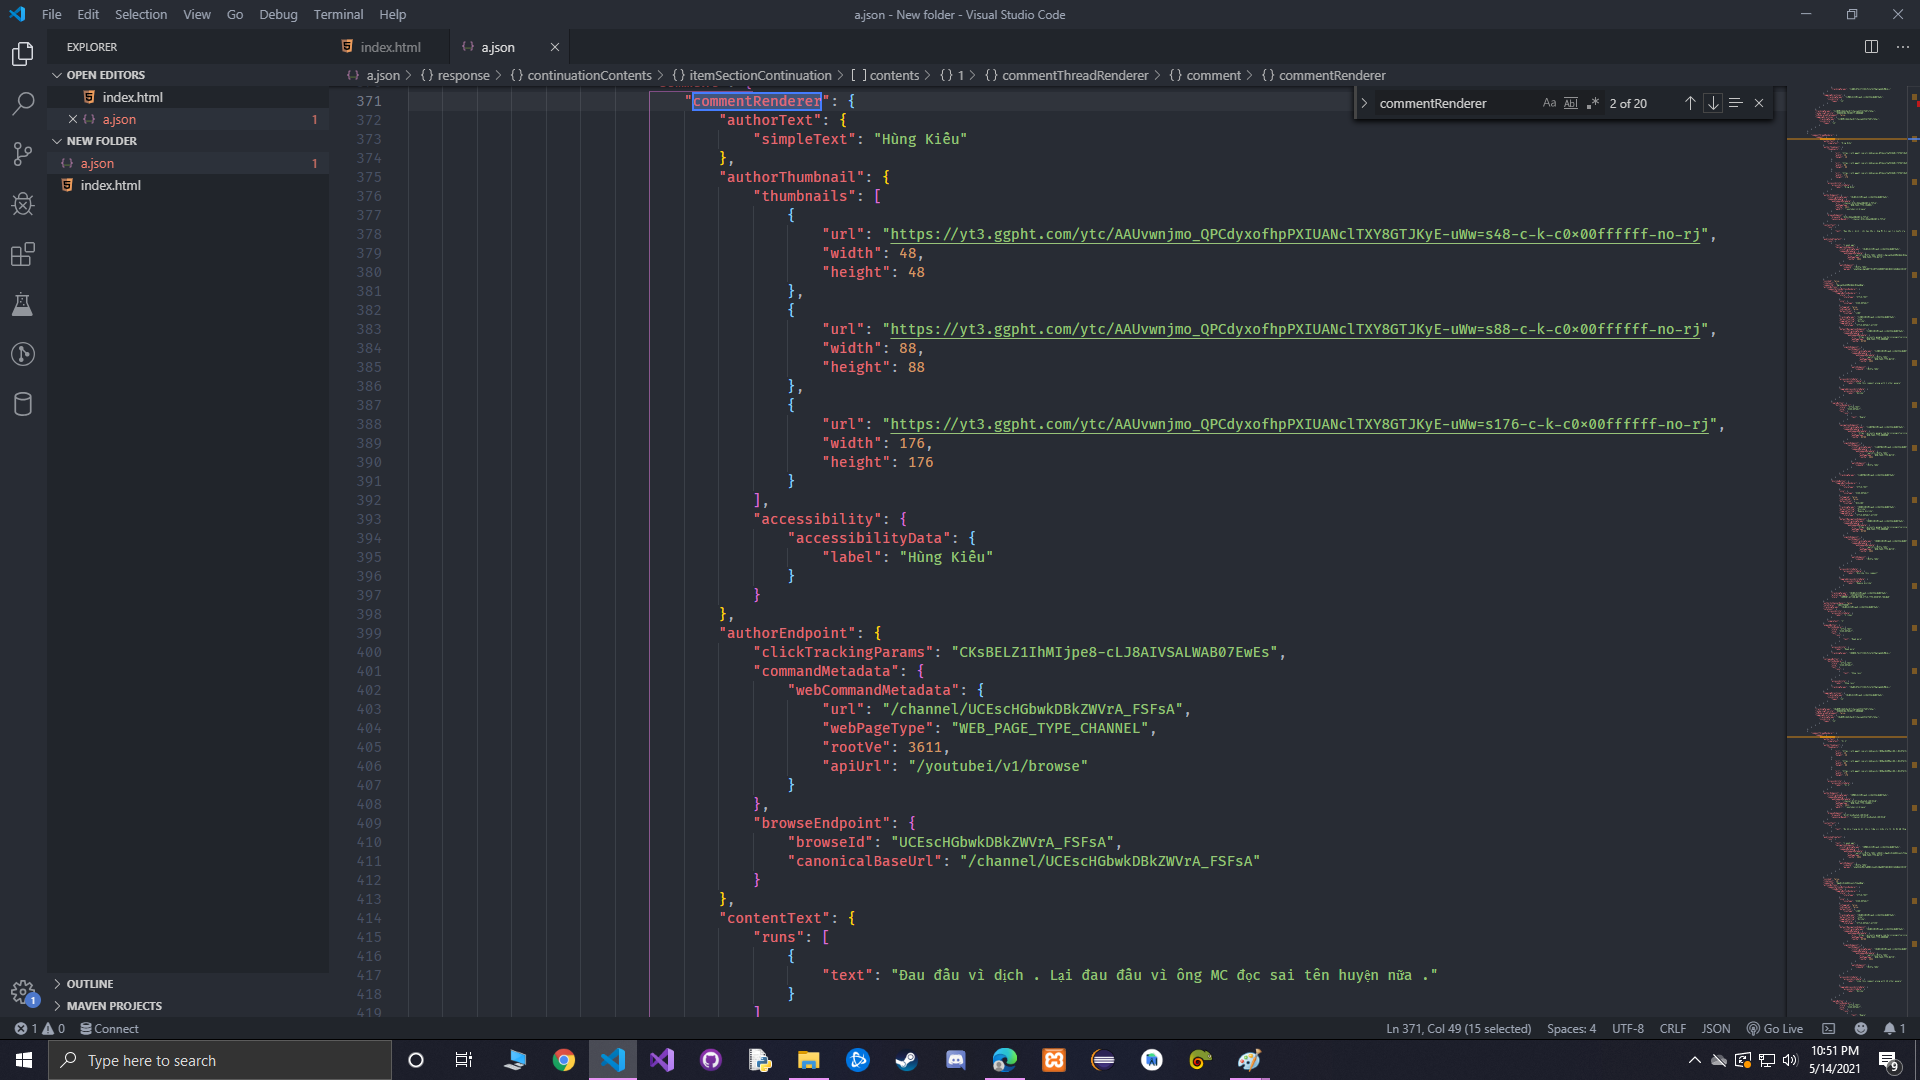 File Edit Selection View Go Debug Terminal Help
a.json - New folder - Visual Studio Code
EXPLORER
OPEN EDITORS
index.html
a.json 1
NEW FOLDER
a.json 1
index.html
OUTLINE
MAVEN PROJECTS
index.html
a.json
a.json > {} response > {} continuationContents > {} itemSectionContinuation > [ ] contents > {} 1 > {} commentThreadRenderer > {} comment > {} commentRenderer
commentRenderer
Aa Abl .* 2 of 20
371 "commentRenderer": {
372 "authorText": {
373 "simpleText": "Hùng Kiều"
374 },
375 "authorThumbnail": {
376 "thumbnails": [
377 {
378 "url": "https://yt3.ggpht.com/ytc/AAUvwnjmo_QPCdyxofhpPXIUANclTXY8GTJKyE-uWw=s48-c-k-c0×00ffffff-no-rj",
379 "width": 48,
380 "height": 48
381 },
382 {
383 "url": "https://yt3.ggpht.com/ytc/AAUvwnjmo_QPCdyxofhpPXIUANclTXY8GTJKyE-uWw=s88-c-k-c0×00ffffff-no-rj",
384 "width": 88,
385 "height": 88
386 },
387 {
388 "url": "https://yt3.ggpht.com/ytc/AAUvwnjmo_QPCdyxofhpPXIUANclTXY8GTJKyE-uWw=s176-c-k-c0×00ffffff-no-rj",
389 "width": 176,
390 "height": 176
391 }
392 ],
393 "accessibility": {
394 "accessibilityData": {
395 "label": "Hùng Kiều"
396 }
397 }
398 },
399 "authorEndpoint": {
400 "clickTrackingParams": "CKsBELZ1IhMIjpe8-cLJ8AIVSALWAB07EwEs",
401 "commandMetadata": {
402 "webCommandMetadata": {
403 "url": "/channel/UCEscHGbwkDBkZWVrA_FSFsA",
404 "webPageType": "WEB_PAGE_TYPE_CHANNEL",
405 "rootVe": 3611,
406 "apiUrl": "/youtubei/v1/browse"
407 }
408 },
409 "browseEndpoint": {
410 "browseId": "UCEscHGbwkDBkZWVrA_FSFsA",
411 "canonicalBaseUrl": "/channel/UCEscHGbwkDBkZWVrA_FSFsA"
412 }
413 },
414 "contentText": {
415 "runs": [
416 {
417 "text": "Đau đầu vì dịch . Lại đau đầu vì ông MC đọc sai tên huyện nữa ."
418 }
419 ]
1 0 Connect
Ln 371, Col 49 (15 selected) Spaces: 4 UTF-8 CRLF JSON Go Live 1
Type here to search
10:51 PM
5/14/2021
9